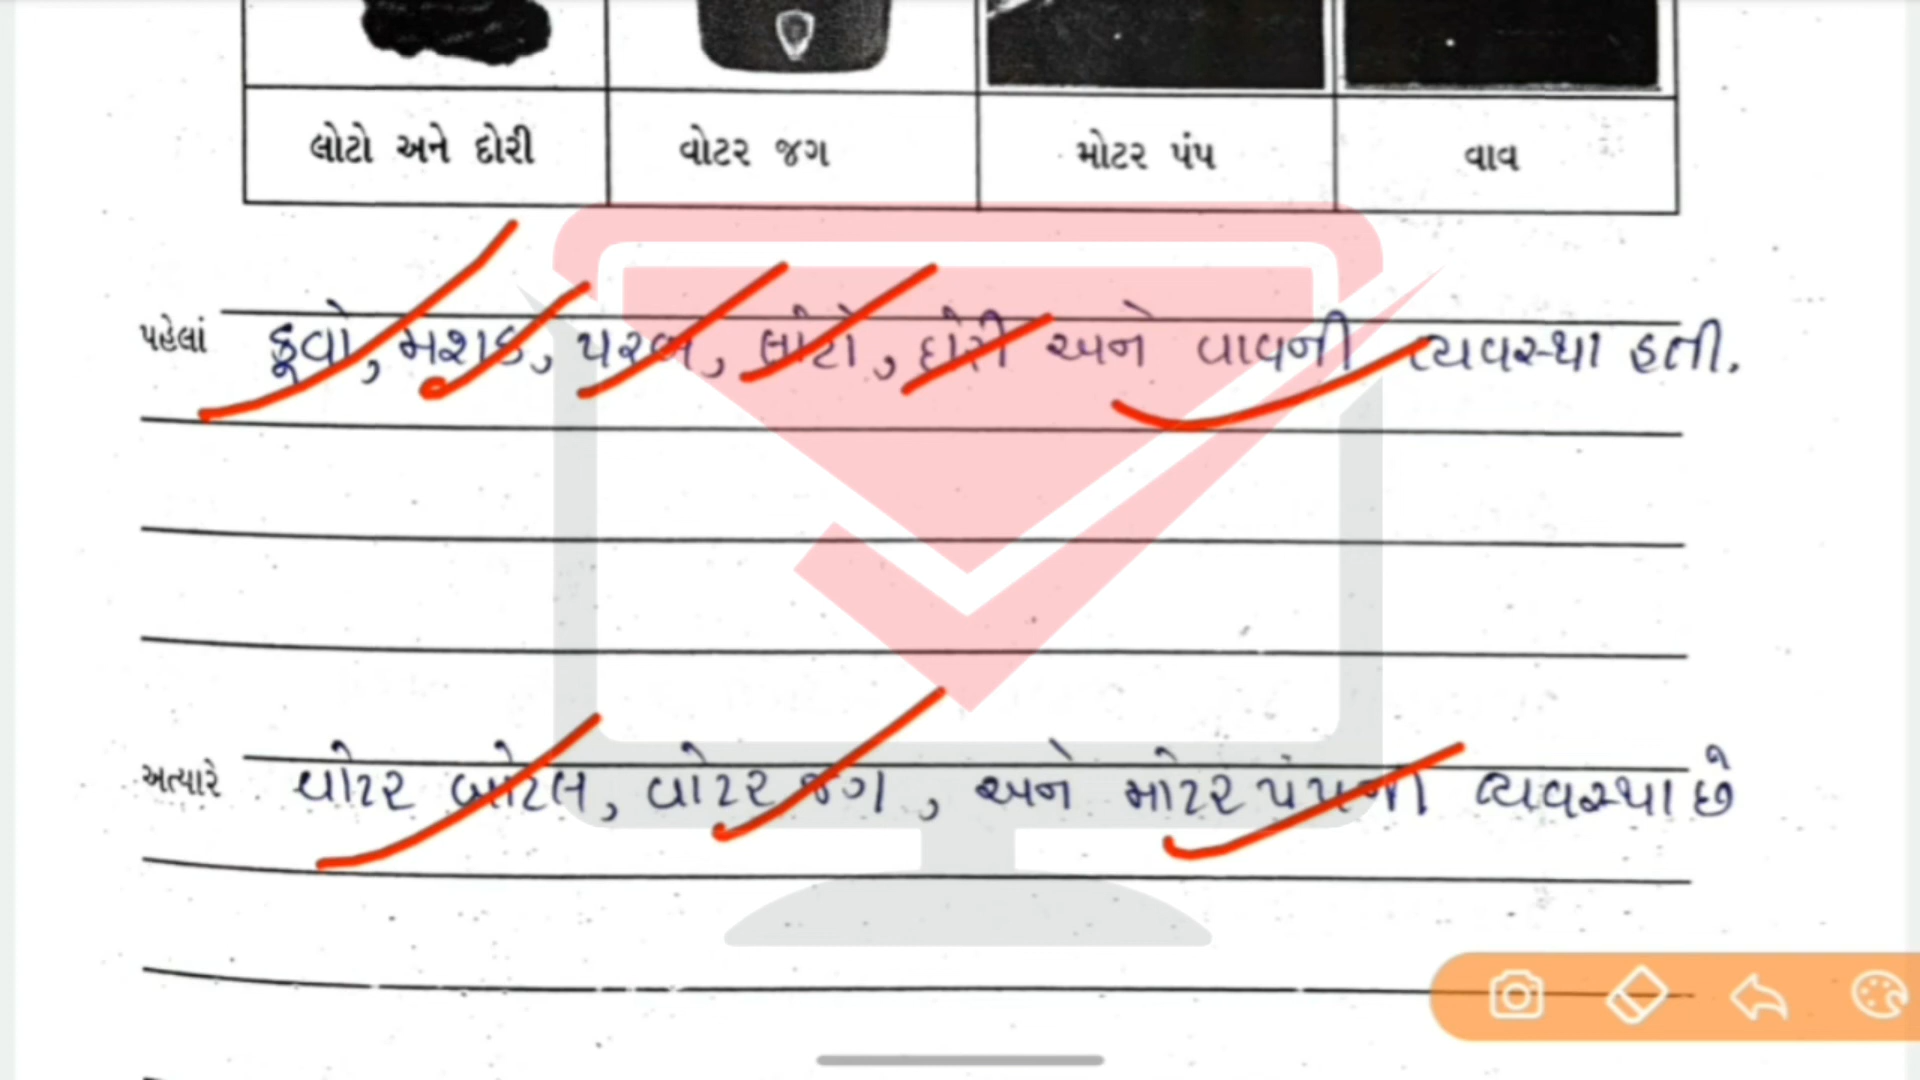 લોટો અને દોરી વોટર જગ મોટર પંપ વાવ
પહેલાં કૂવો, મશક, પરબ, લોટો, દોરી અને વાવની વ્યવસ્થા હતી.
અત્યારે વોટર બોટલ, વોટર જગ, અને મોટર પંપની વ્યવસ્થા છે